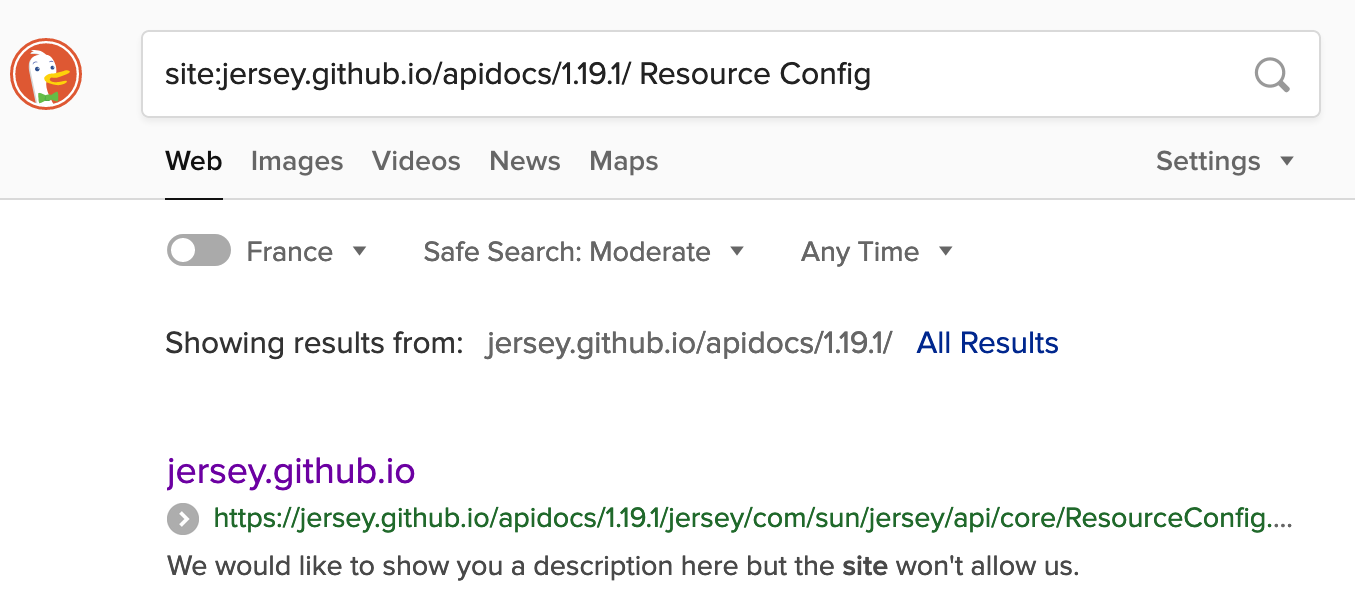 site:jersey.github.io/apidocs/1.19.1/ Resource Config
Web Images Videos News Maps Settings
France Safe Search: Moderate Any Time
Showing results from: jersey.github.io/apidocs/1.19.1/ All Results
jersey.github.io
https://jersey.github.io/apidocs/1.19.1/jersey/com/sun/jersey/api/core/ResourceConfig....
We would like to show you a description here but the site won't allow us.